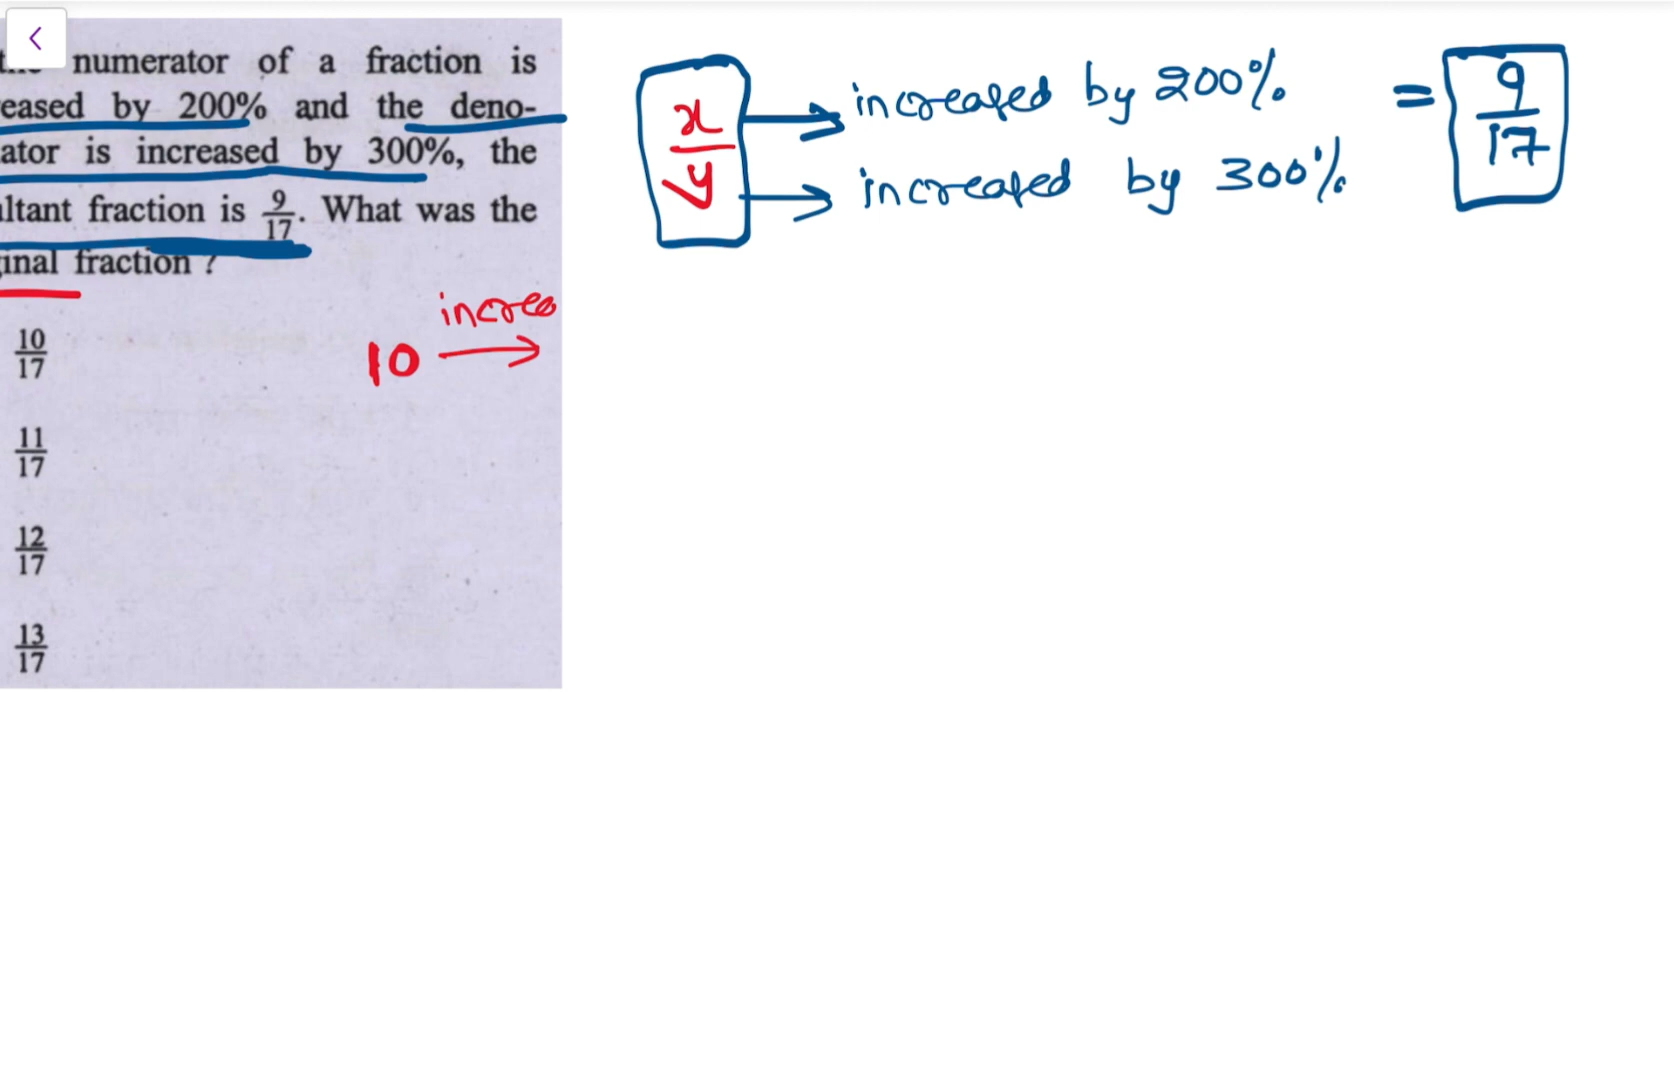 numerator of a fraction is
eased by 200% and the deno-
ator is increased by 300%, the
ltant fraction is 9/17. What was the
inal fraction ?
10/17
11/17
12/17
13/17
10 → increa
x/y
→ increased by 200%
→ increased by 300%
= 9/17